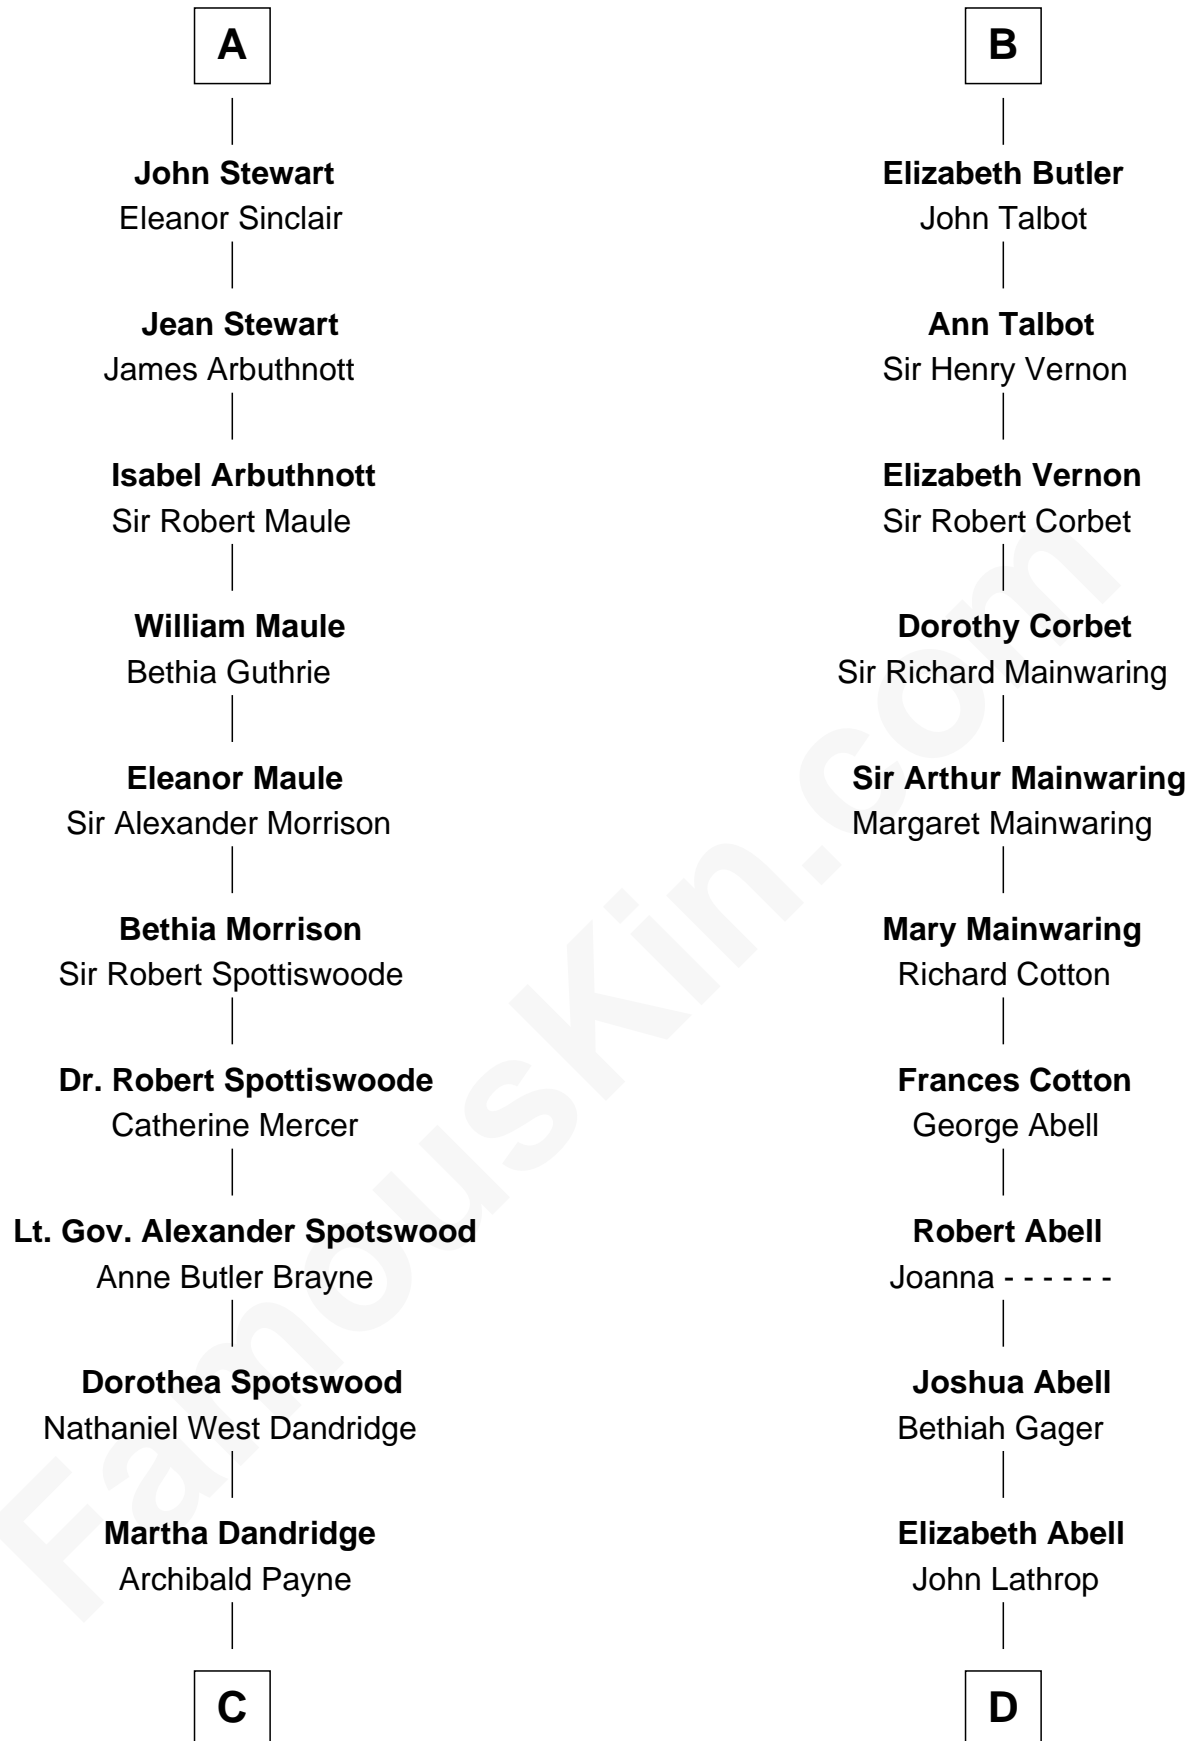 A
John Stewart
Eleanor Sinclair
Jean Stewart
James Arbuthnott
Isabel Arbuthnott
Sir Robert Maule
William Maule
Bethia Guthrie
Eleanor Maule
Sir Alexander Morrison
Bethia Morrison
Sir Robert Spottiswoode
Dr. Robert Spottiswoode
Catherine Mercer
Lt. Gov. Alexander Spotswood
Anne Butler Brayne
Dorothea Spotswood
Nathaniel West Dandridge
Martha Dandridge
Archibald Payne
C
B
Elizabeth Butler
John Talbot
Ann Talbot
Sir Henry Vernon
Elizabeth Vernon
Sir Robert Corbet
Dorothy Corbet
Sir Richard Mainwaring
Sir Arthur Mainwaring
Margaret Mainwaring
Mary Mainwaring
Richard Cotton
Frances Cotton
George Abell
Robert Abell
Joanna - - - - - -
Joshua Abell
Bethiah Gager
Elizabeth Abell
John Lathrop
D
FamousKin.com